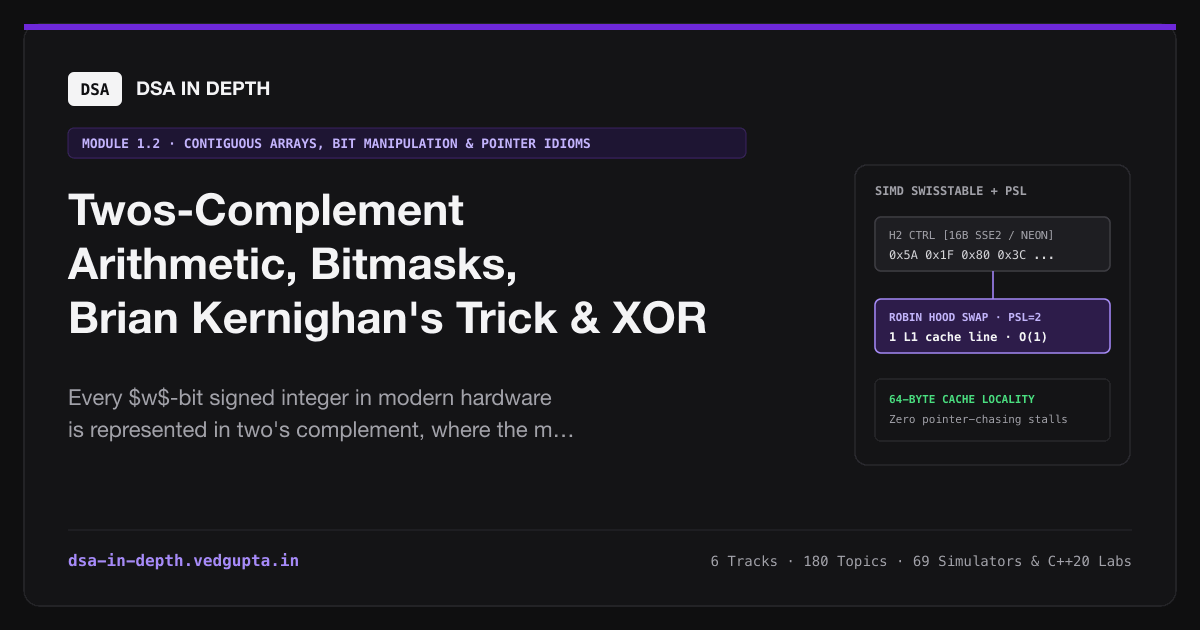 DSA
DSA IN DEPTH
MODULE 1.2 · CONTIGUOUS ARRAYS, BIT MANIPULATION & POINTER IDIOMS
Twos-Complement
Arithmetic, Bitmasks,
Brian Kernighan's Trick & XOR
Every $w$-bit signed integer in modern hardware
is represented in two's complement, where the m...
SIMD SWISSTABLE + PSL
H2 CTRL [16B SSE2 / NEON]
0x5A 0x1F 0x80 0x3C ...
ROBIN HOOD SWAP · PSL=2
1 L1 cache line · O(1)
64-BYTE CACHE LOCALITY
Zero pointer-chasing stalls
dsa-in-depth.vedgupta.in
6 Tracks · 180 Topics · 69 Simulators & C++20 Labs